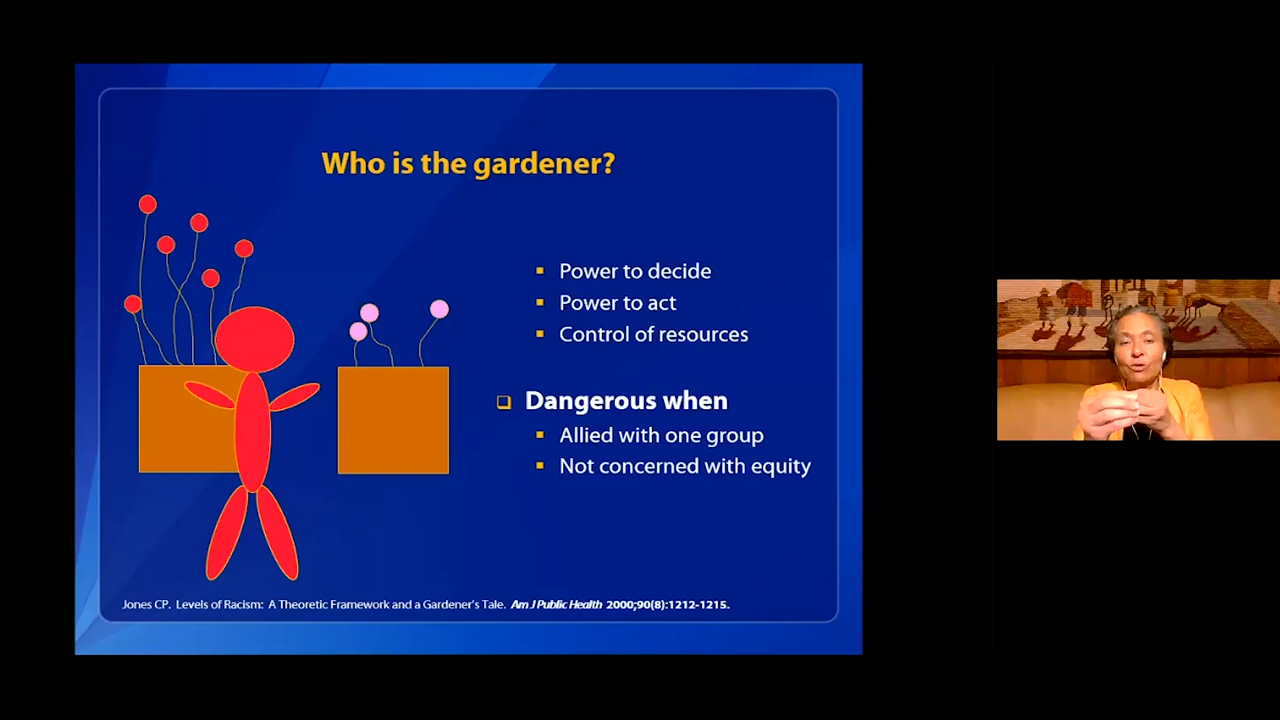 Who is the gardener?
Power to decide
Power to act
Control of resources
Dangerous when
Allied with one group
Not concerned with equity
Jones CP. Levels of Racism: A Theoretic Framework and a Gardener's Tale. Am J Public Health 2000;90(8):1212-1215.